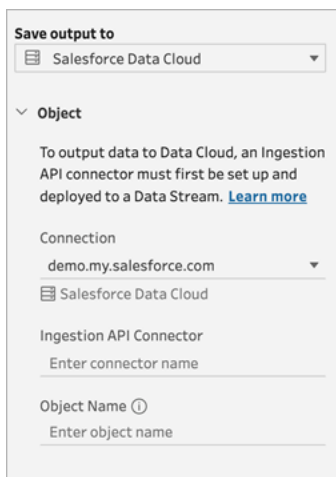 Save output to
Salesforce Data Cloud
Object
To output data to Data Cloud, an Ingestion
API connector must first be set up and
deployed to a Data Stream. Learn more
Connection
demo.my.salesforce.com
Salesforce Data Cloud
Ingestion API Connector
Enter connector name
Object Name
Enter object name